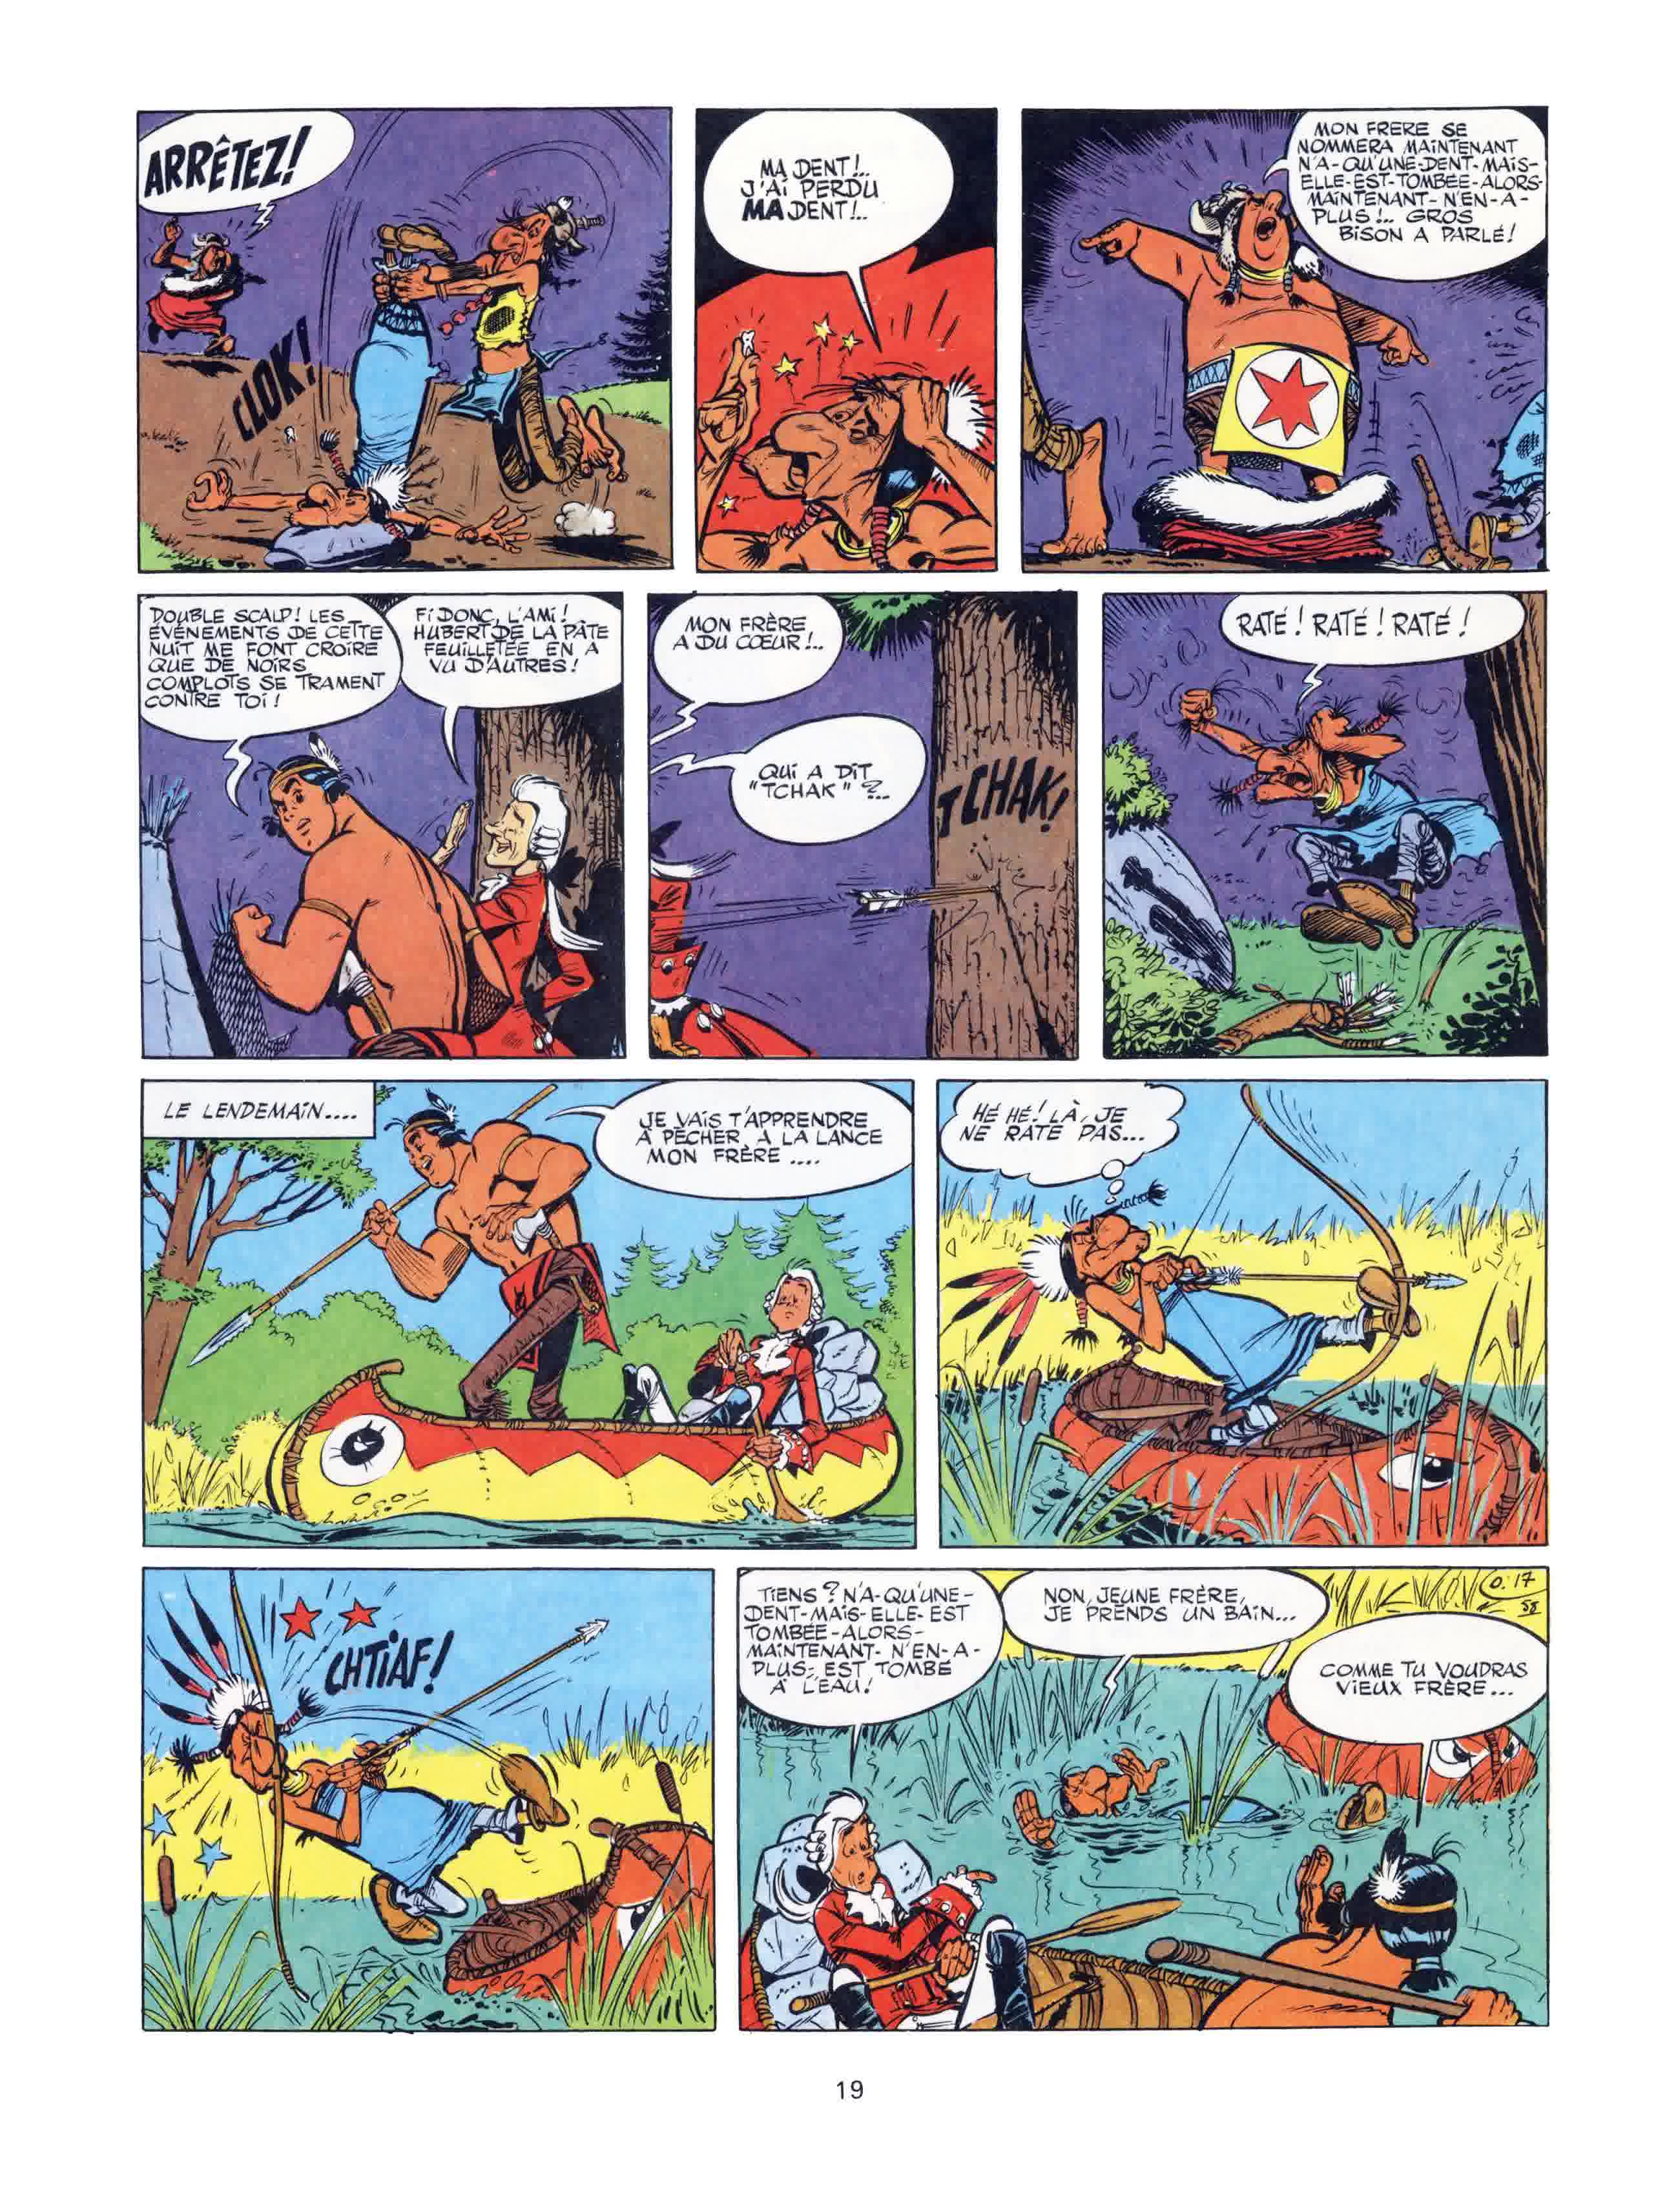 ARRÊTEZ!
CLOK!
MA DENT!..
J'AI PERDU
MA DENT!..
MON FRERE SE
NOMMERA MAINTENANT
N'A-QU'UNE-DENT-MAIS-
ELLE-EST-TOMBÉE-ALORS-
MAINTENANT-N'EN-A-
PLUS!.. GROS
BISON A PARLÉ!
DOUBLE SCALP! LES
ÉVÉNEMENTS DE CETTE
NUIT ME FONT CROIRE
QUE DE NOIRS
COMPLOTS SE TRAMENT
CONTRE TOI!
FI DONC, L'AMI!
HUBERT DE LA PÂTE
FEUILLETÉE EN A
VU D'AUTRES!
MON FRÈRE
A DU COEUR!..
QUI A DIT
"TCHAK"?...
TCHAK!
RATÉ! RATÉ! RATÉ!
LE LENDEMAIN....
JE VAIS T'APPRENDRE
A PÊCHER A LA LANCE
MON FRÈRE ....
HÉ HÉ! LÀ, JE
NE RATE PAS...
CHTIAF!
TIENS? N'A-QU'UNE-
DENT-MAIS-ELLE-EST
TOMBÉE-ALORS-
MAINTENANT-N'EN-A-
PLUS, EST TOMBÉ
À L'EAU!
NON, JEUNE FRÈRE,
JE PRENDS UN BAIN...
O. 17
58
COMME TU VOUDRAS
VIEUX FRÈRE...
19